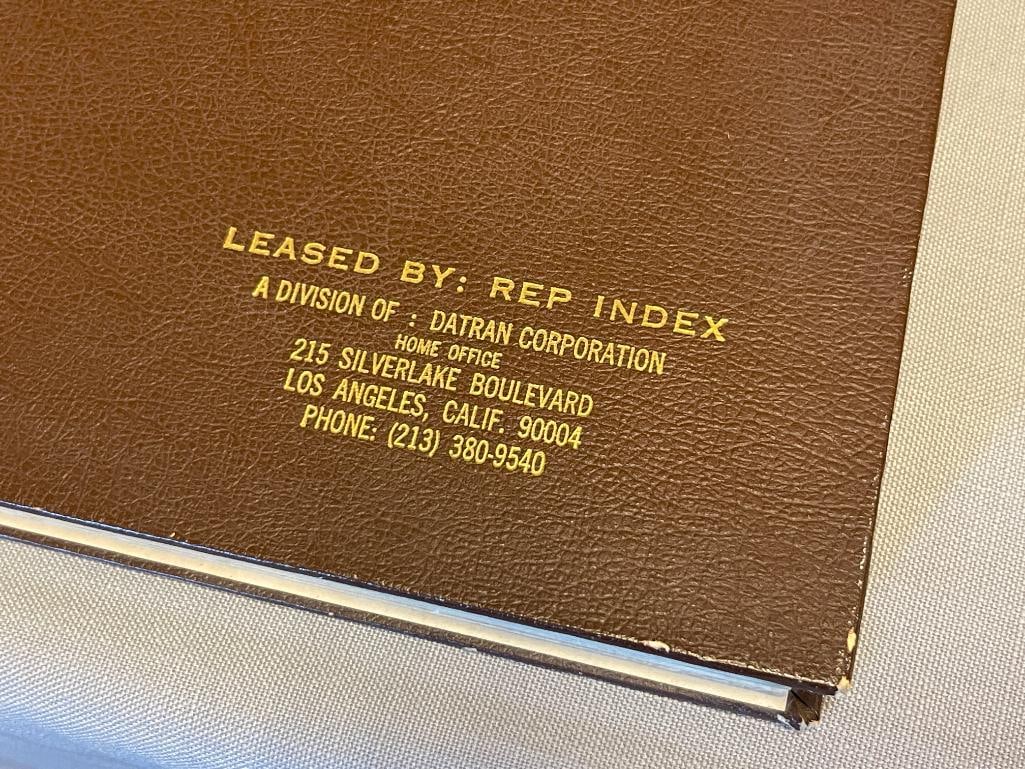 LEASED BY: REP INDEX
A DIVISION OF : DATRAN CORPORATION
HOME OFFICE
215 SILVERLAKE BOULEVARD
LOS ANGELES, CALIF. 90004
PHONE: (213) 380-9540